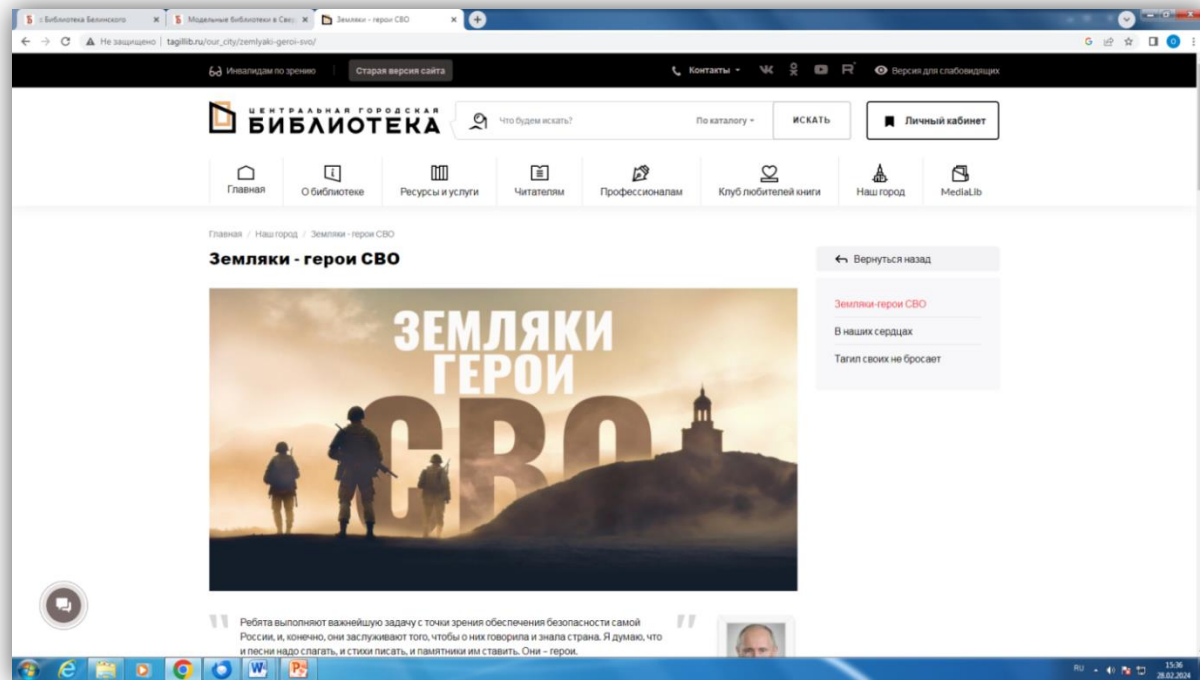 : Библиотека Белинского
Модельные библиотеки в Свер
Земляки - герои СВО
Не защищено | tagillib.ru/our_city/zemlyaki-geroi-svo/
Инвалидам по зрению
Старая версия сайта
Контакты
Версия для слабовидящих
ЦЕНТРАЛЬНАЯ ГОРОДСКАЯ
БИБЛИОТЕКА
Что будем искать?
По каталогу
ИСКАТЬ
Личный кабинет
Главная
О библиотеке
Ресурсы и услуги
Читателям
Профессионалам
Клуб любителей книги
Наш город
MediaLib
Главная / Наш город / Земляки - герои СВО
Земляки - герои СВО
Вернуться назад
Земляки-герои СВО
В наших сердцах
Тагил своих не бросает
ЗЕМЛЯКИ
ГЕРОИ
СВО
Ребята выполняют важнейшую задачу с точки зрения обеспечения безопасности самой
России, и, конечно, они заслуживают того, чтобы о них говорила и знала страна. Я думаю, что
и песни надо слагать, и стихи писать, и памятники им ставить. Они – герои.
RU
15:36
28.02.2024